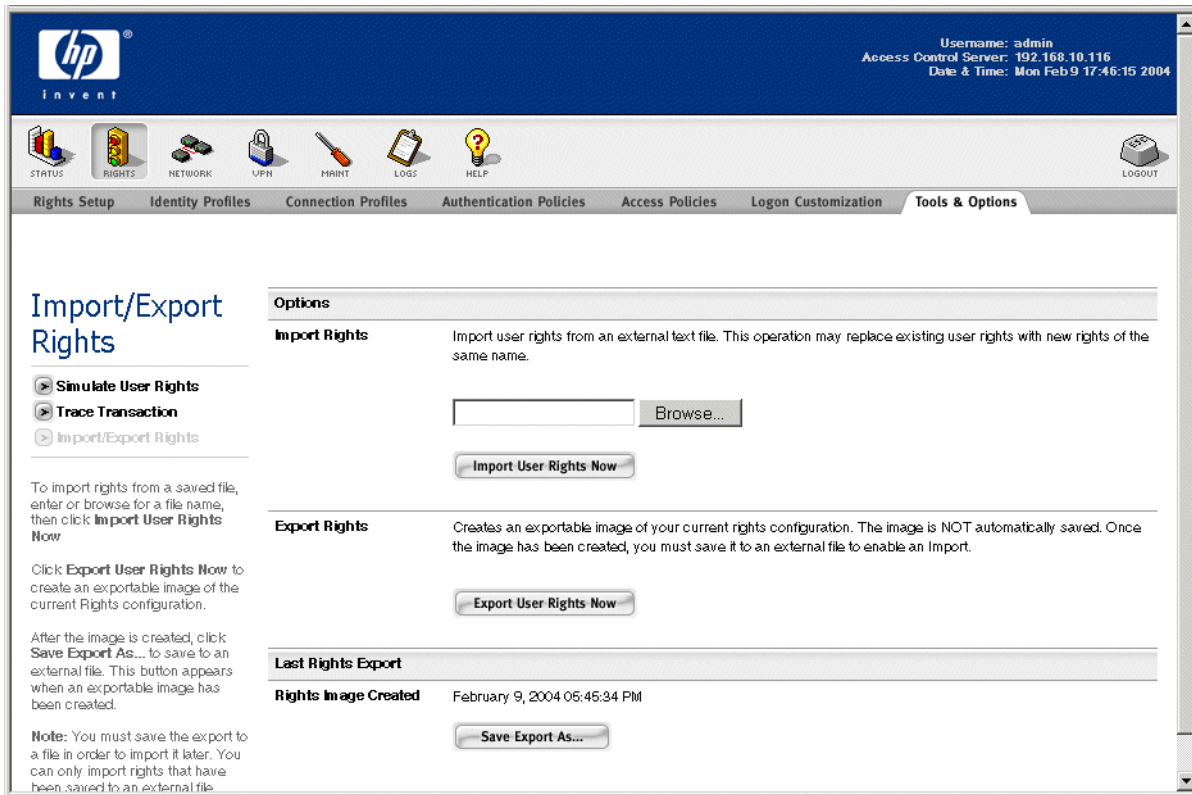 hp ®
invent
Username: admin
Access Control Server: 192.168.10.116
Date & Time: Mon Feb 9 17:46:15 2004
STATUS RIGHTS NETWORK VPN MAINT LOGS HELP LOGOUT
Rights Setup Identity Profiles Connection Profiles Authentication Policies Access Policies Logon Customization Tools & Options
Import/Export
Rights
Simulate User Rights
Trace Transaction
Import/Export Rights
To import rights from a saved file,
enter or browse for a file name,
then click Import User Rights
Now
Click Export User Rights Now to
create an exportable image of the
current Rights configuration.
After the image is created, click
Save Export As... to save to an
external file. This button appears
when an exportable image has
been created.
Note: You must save the export to
a file in order to import it later. You
can only import rights that have
been saved to an external file
Options
Import Rights
Import user rights from an external text file. This operation may replace existing user rights with new rights of the
same name.
Browse...
Import User Rights Now
Export Rights
Creates an exportable image of your current rights configuration. The image is NOT automatically saved. Once
the image has been created, you must save it to an external file to enable an Import.
Export User Rights Now
Last Rights Export
Rights Image Created
February 9, 2004 05:45:34 PM
Save Export As...